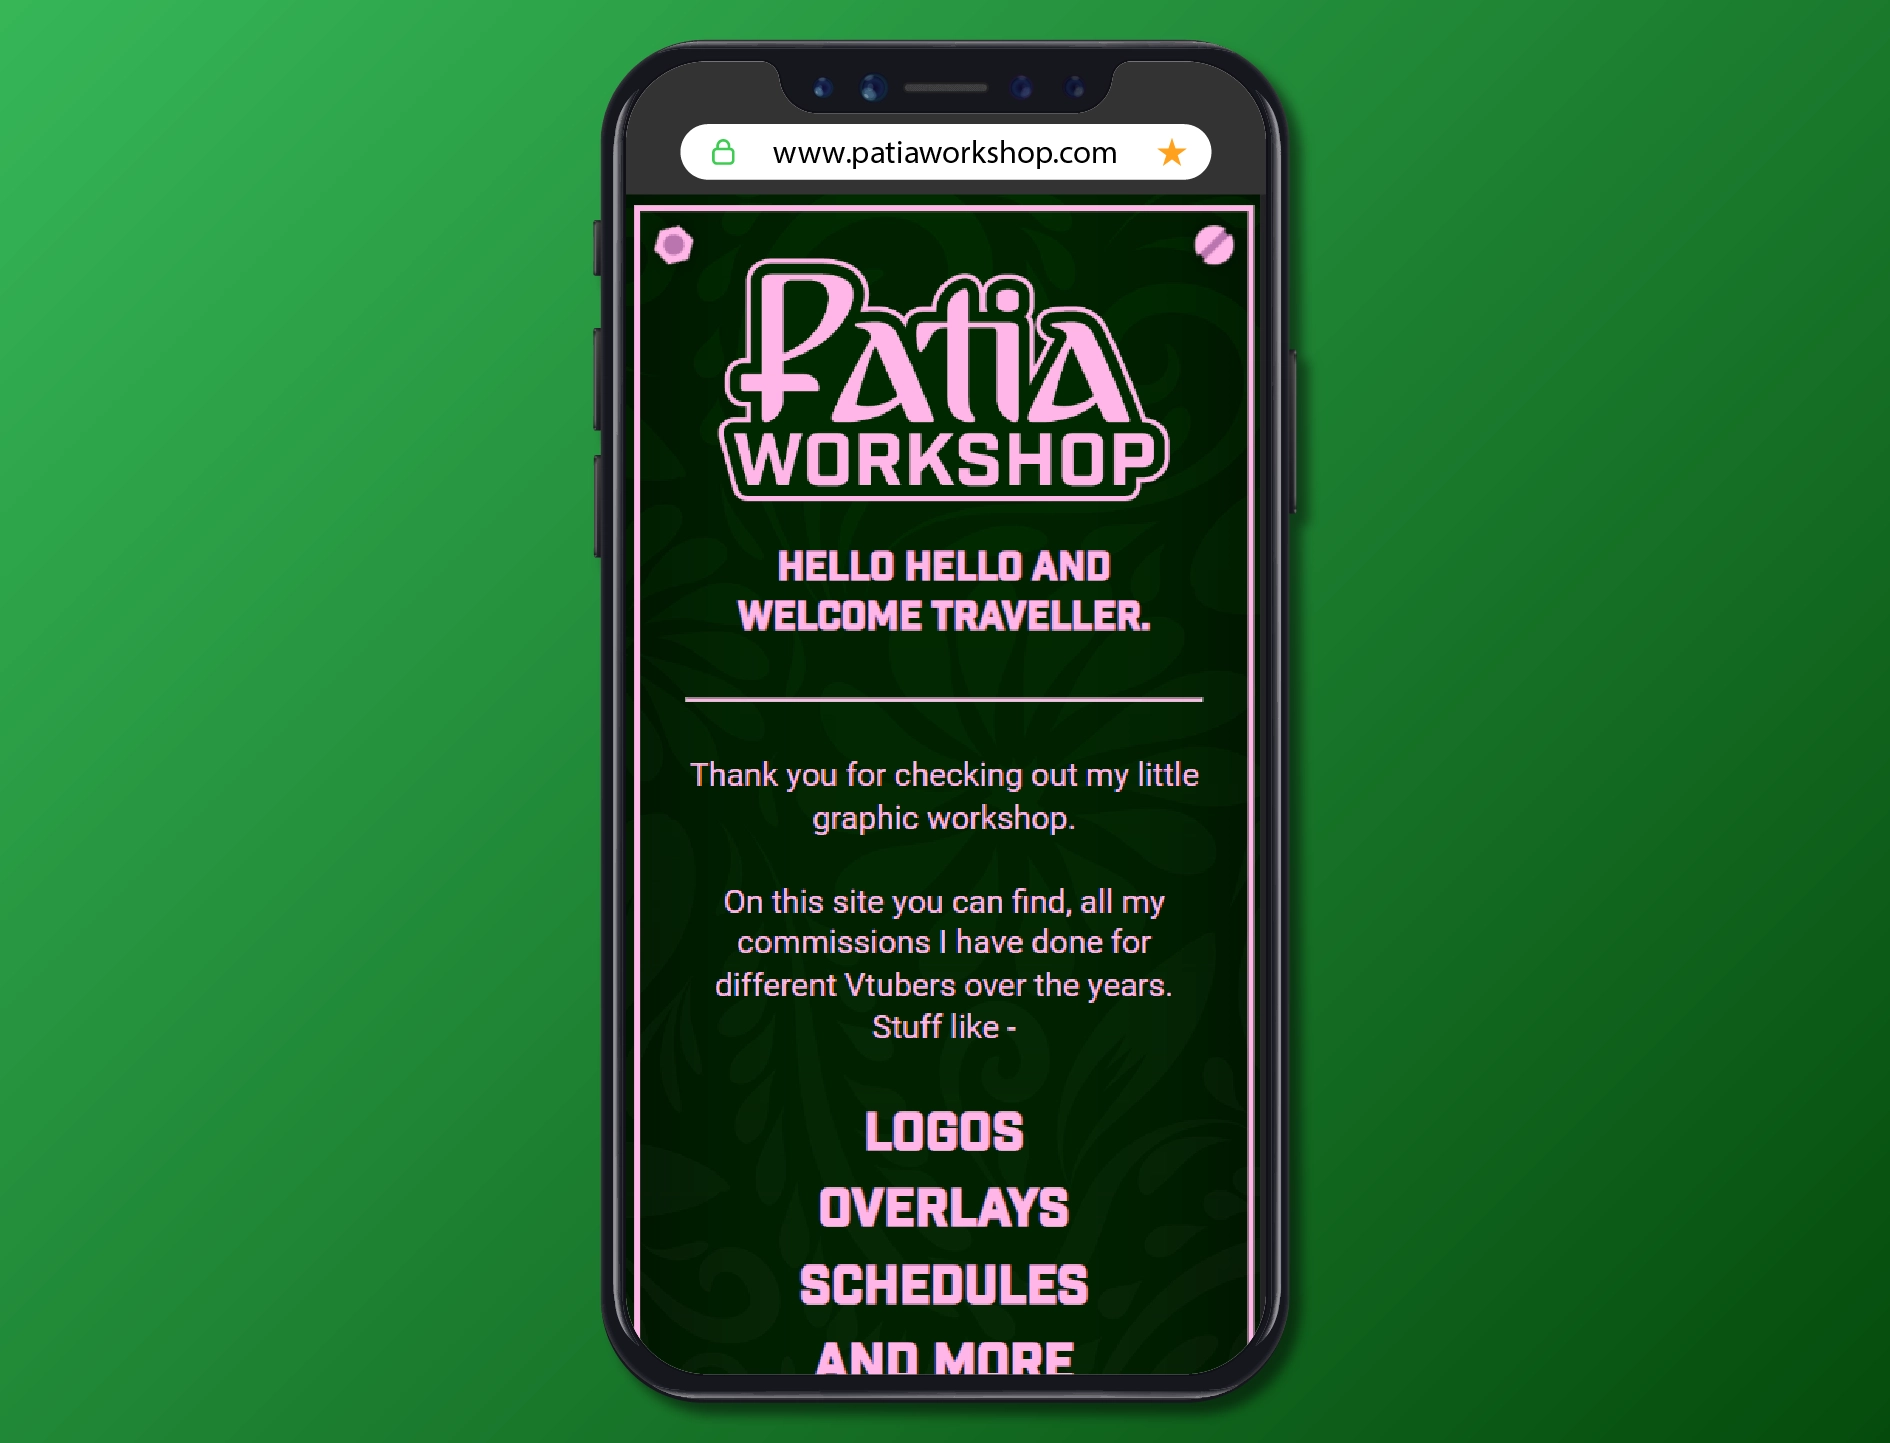 www.patiaworkshop.com
Patia
WORKSHOP
HELLO HELLO AND
WELCOME TRAVELLER.
Thank you for checking out my little
graphic workshop.
On this site you can find, all my
commissions I have done for
different Vtubers over the years.
Stuff like -
LOGOS
OVERLAYS
SCHEDULES
AND MORE